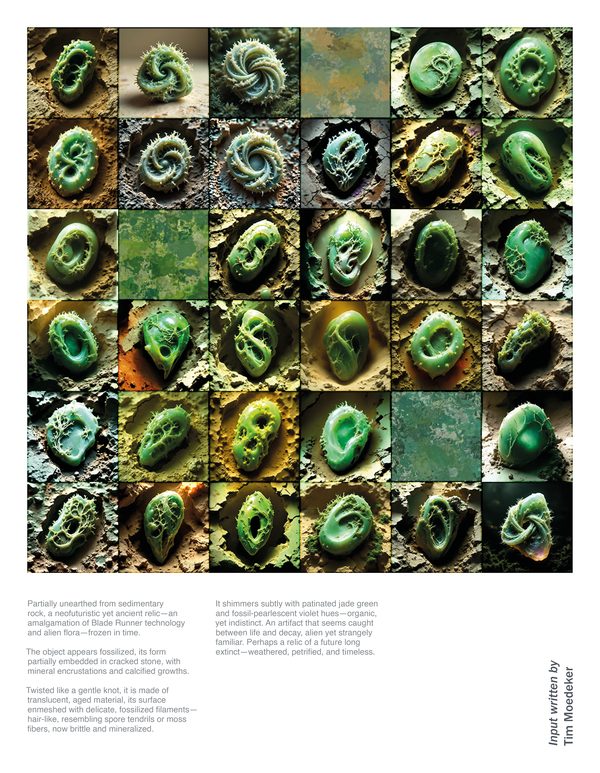 Partially unearthed from sedimentary
rock, a neofuturistic yet ancient relic—an
amalgamation of Blade Runner technology
and alien flora—frozen in time.
The object appears fossilized, its form
partially embedded in cracked stone, with
mineral encrustations and calcified growths.
Twisted like a gentle knot, it is made of
translucent, aged material, its surface
enmeshed with delicate, fossilized filaments—
hair-like, resembling spore tendrils or moss
fibers, now brittle and mineralized.
It shimmers subtly with patinated jade green
and fossil-pearlescent violet hues—organic,
yet indistinct. An artifact that seems caught
between life and decay, alien yet strangely
familiar. Perhaps a relic of a future long
extinct—weathered, petrified, and timeless.
Input written by
Tim Moedeker